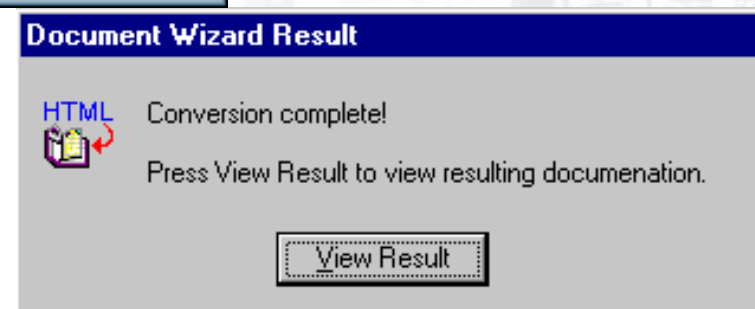 Document Wizard Result
HTML
Conversion complete!
Press View Result to view resulting documenation.
View Result